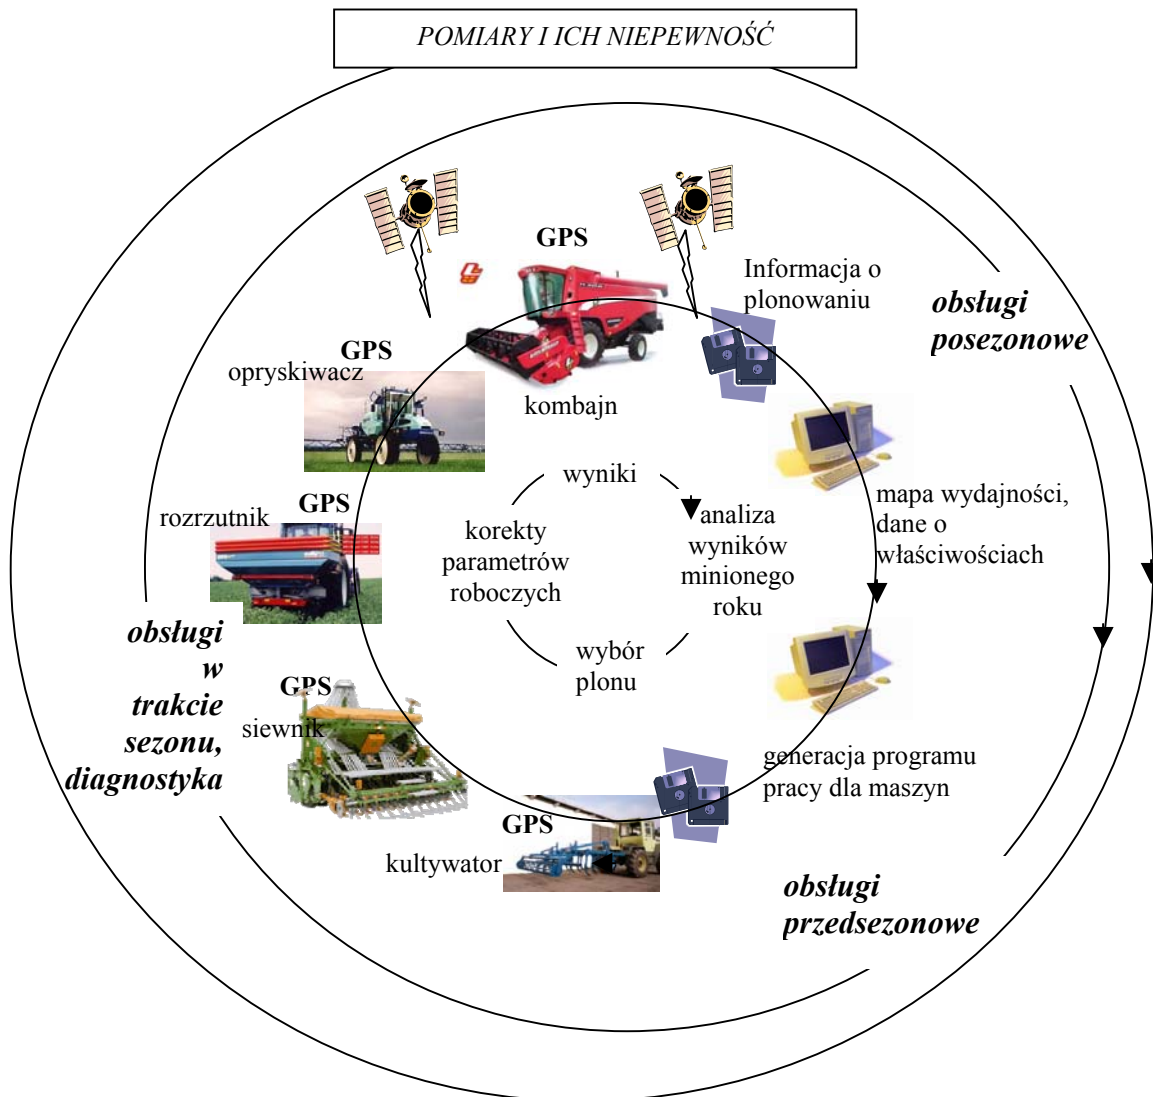 POMIARY I ICH NIEPEWNOŚĆ
GPS
Informacja o
plonowaniu
obsługi
posezonowe
GPS
opryskiwacz
kombajn
wyniki
GPS
rozrzutnik
korekty
parametrów
roboczych
analiza
wyników
minionego
roku
mapa wydajności,
dane o
właściwościach
wybór
plonu
obsługi
w
trakcie
sezonu,
diagnostyka
GPS
siewnik
generacja programu
pracy dla maszyn
GPS
kultywator
obsługi
przedsezonowe